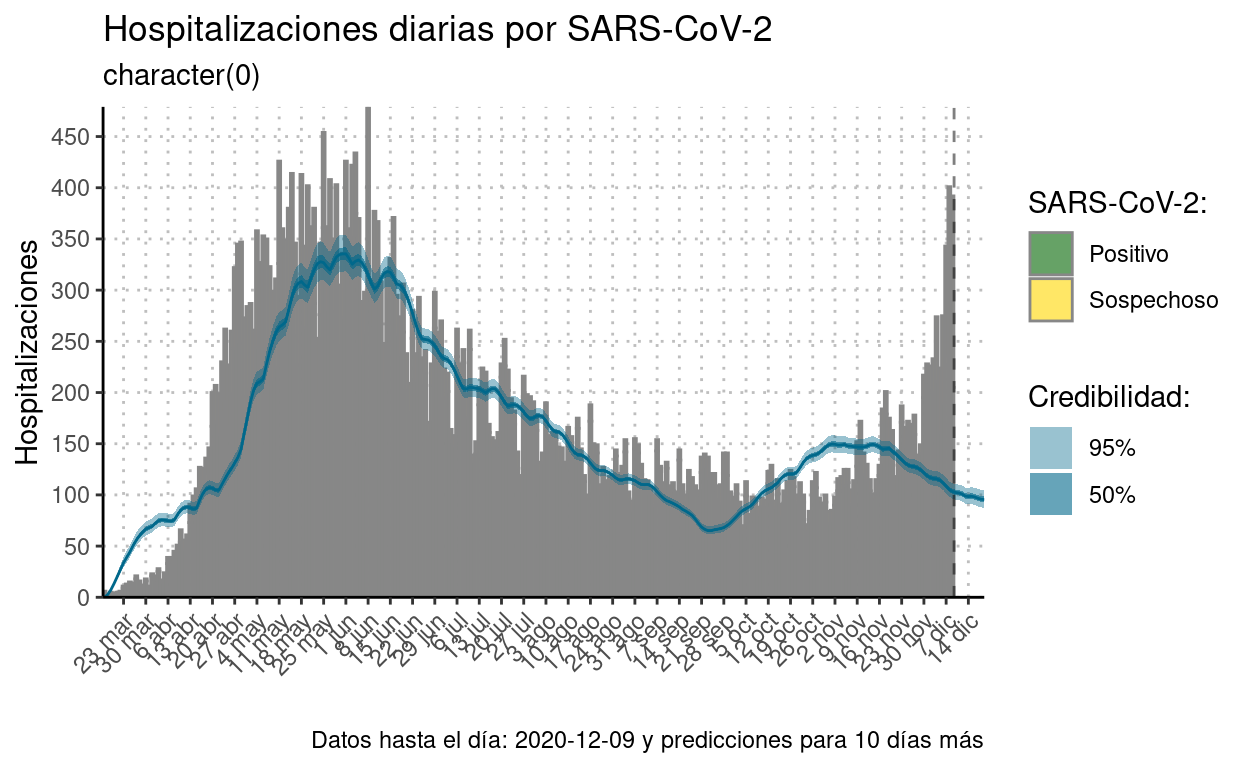 Hospitalizaciones diarias por SARS-CoV-2
character(0)
Hospitalizaciones
450
400
350
300
250
200
150
100
50
0
23 mar
30 mar
6 abr
13 abr
20 abr
27 abr
4 may
11 may
18 may
25 may
1 jun
8 jun
15 jun
22 jun
29 jun
6 jul
13 jul
20 jul
27 jul
3 ago
10 ago
17 ago
24 ago
31 ago
7 sep
14 sep
21 sep
28 sep
5 oct
12 oct
19 oct
26 oct
2 nov
9 nov
16 nov
23 nov
30 nov
7 dic
14 dic
SARS-CoV-2:
Positivo
Sospechoso
Credibilidad:
95%
50%
Datos hasta el día: 2020-12-09 y predicciones para 10 días más